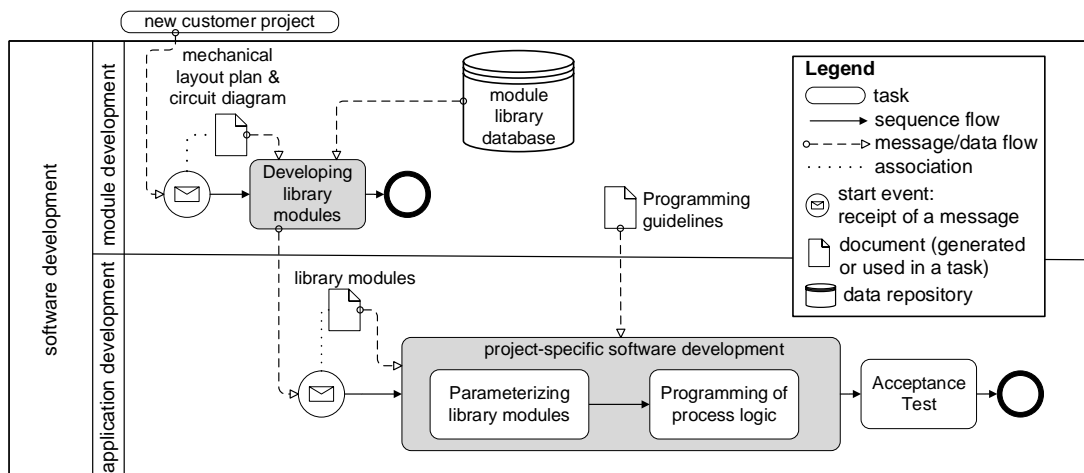 new customer project
software development
module development
mechanical
layout plan &
circuit diagram
module
library
database
Developing
library
modules
Programming
guidelines
Legend
task
sequence flow
message/data flow
association
start event:
receipt of a message
document (generated
or used in a task)
data repository
application development
library modules
project-specific software development
Parameterizing
library modules
Programming of
process logic
Acceptance
Test